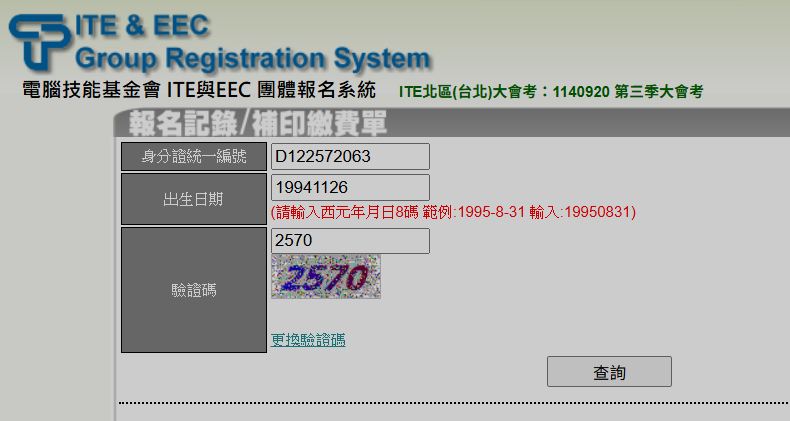 ITE & EEC
Group Registration System
電腦技能基金會 ITE與EEC 團體報名系統 ITE北區(台北)大會考：1140920 第三季大會考
報名記錄/補印繳費單
身分證統一編號 D122572063
出生日期 19941126
(請輸入西元年月日8碼 範例:1995-8-31 輸入:19950831)
驗證碼 2570
2570
更換驗證碼
查詢